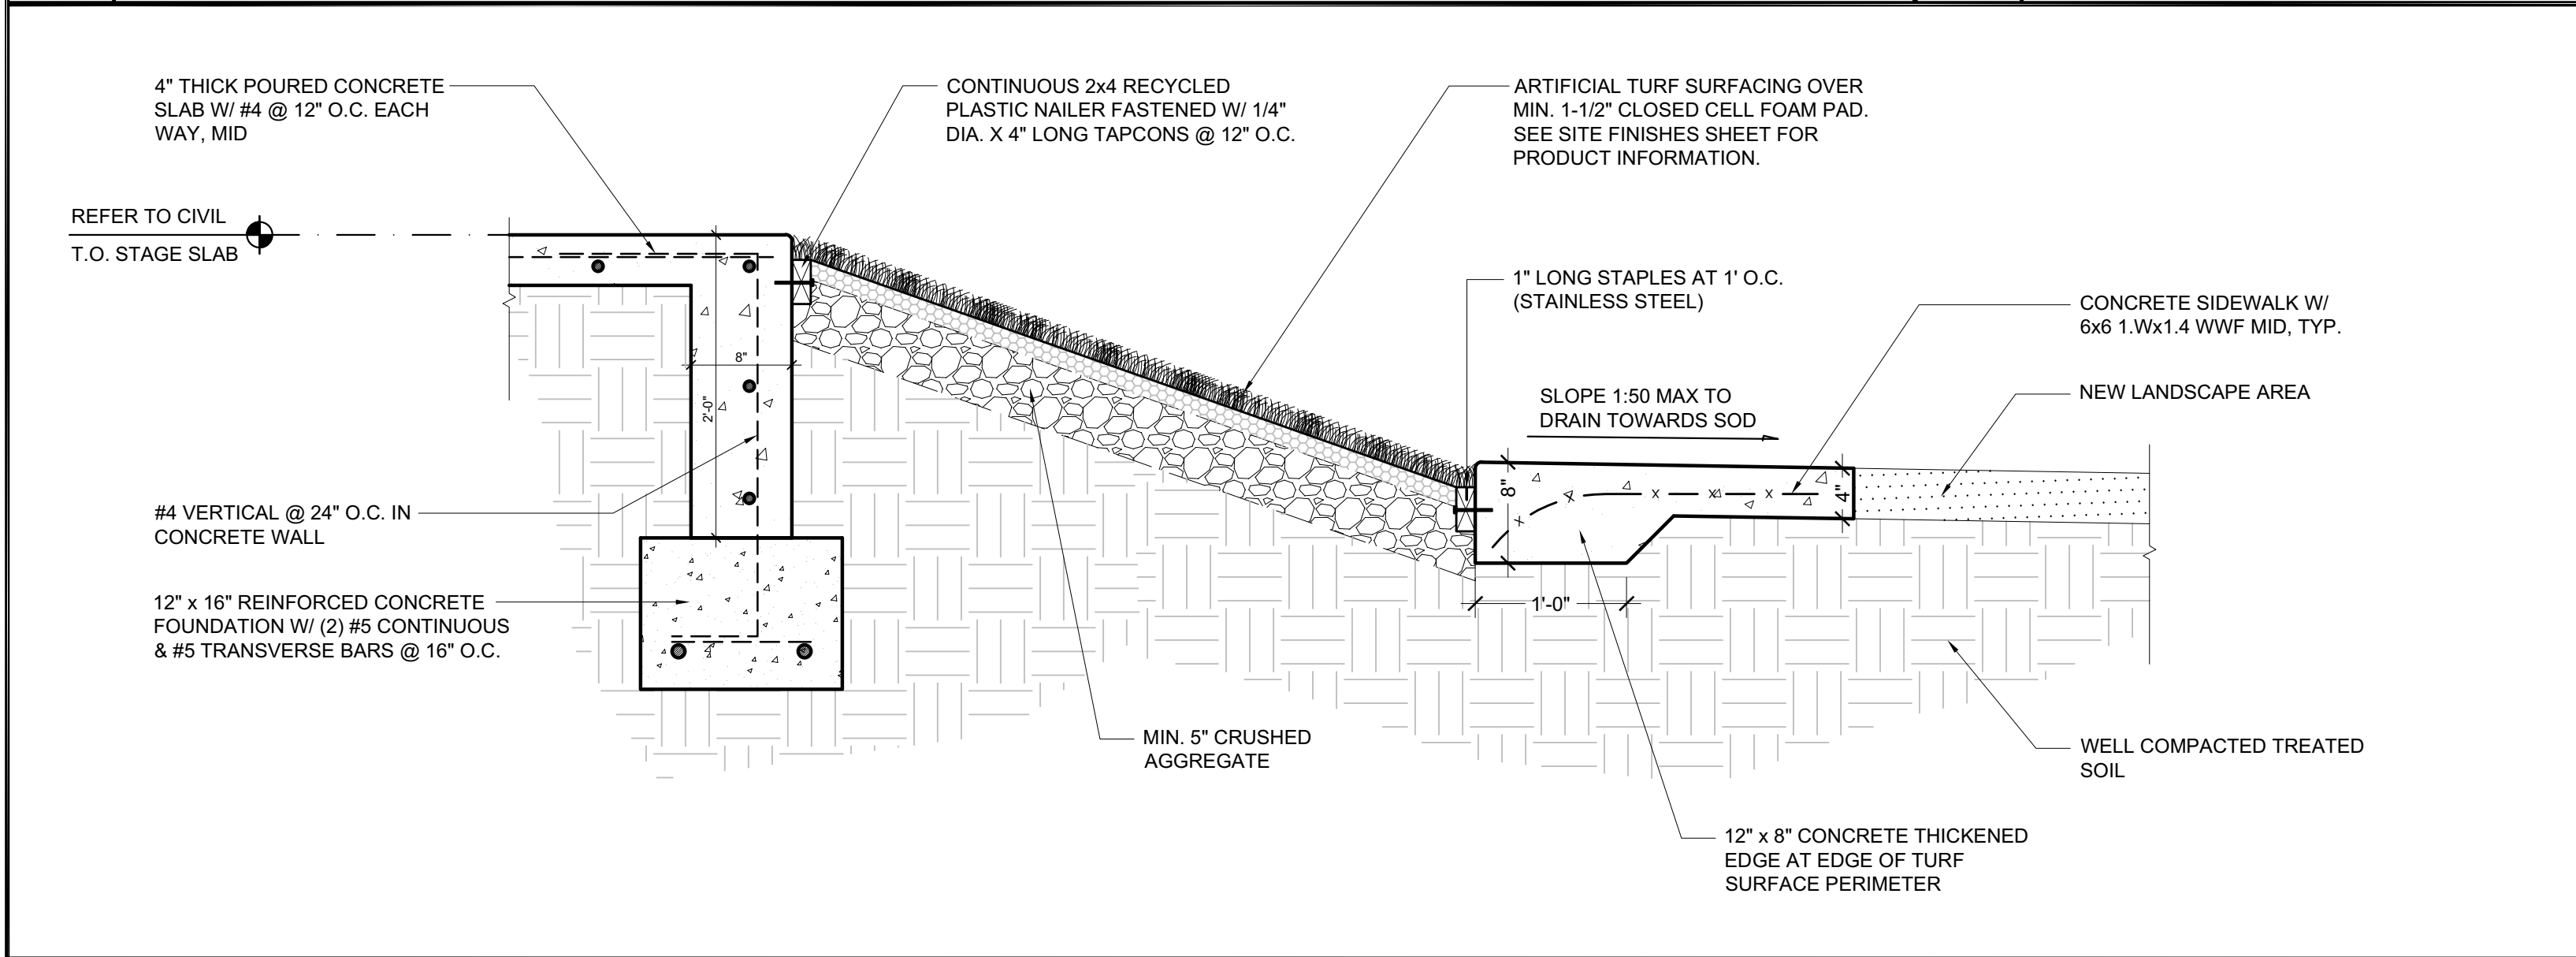 4" THICK POURED CONCRETE
SLAB W/ #4 @ 12" O.C. EACH
WAY, MID
CONTINUOUS 2x4 RECYCLED
PLASTIC NAILER FASTENED W/ 1/4"
DIA. X 4" LONG TAPCONS @ 12" O.C.
ARTIFICIAL TURF SURFACING OVER
MIN. 1-1/2" CLOSED CELL FOAM PAD.
SEE SITE FINISHES SHEET FOR
PRODUCT INFORMATION.
REFER TO CIVIL
T.O. STAGE SLAB
1" LONG STAPLES AT 1' O.C.
(STAINLESS STEEL)
CONCRETE SIDEWALK W/
6x6 1.Wx1.4 WWF MID, TYP.
8"
2'-0"
SLOPE 1:50 MAX TO
DRAIN TOWARDS SOD
NEW LANDSCAPE AREA
8"
4"
#4 VERTICAL @ 24" O.C. IN
CONCRETE WALL
12" x 16" REINFORCED CONCRETE
FOUNDATION W/ (2) #5 CONTINUOUS
& #5 TRANSVERSE BARS @ 16" O.C.
1'-0"
MIN. 5" CRUSHED
AGGREGATE
WELL COMPACTED TREATED
SOIL
12" x 8" CONCRETE THICKENED
EDGE AT EDGE OF TURF
SURFACE PERIMETER